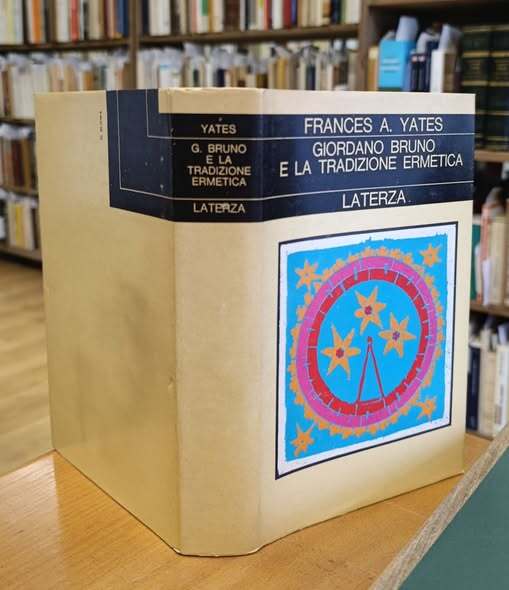 YATES
G. BRUNO
E LA
TRADIZIONE
ERMETICA
LATERZA
FRANCES A. YATES
GIORDANO BRUNO
E LA TRADIZIONE ERMETICA
LATERZA